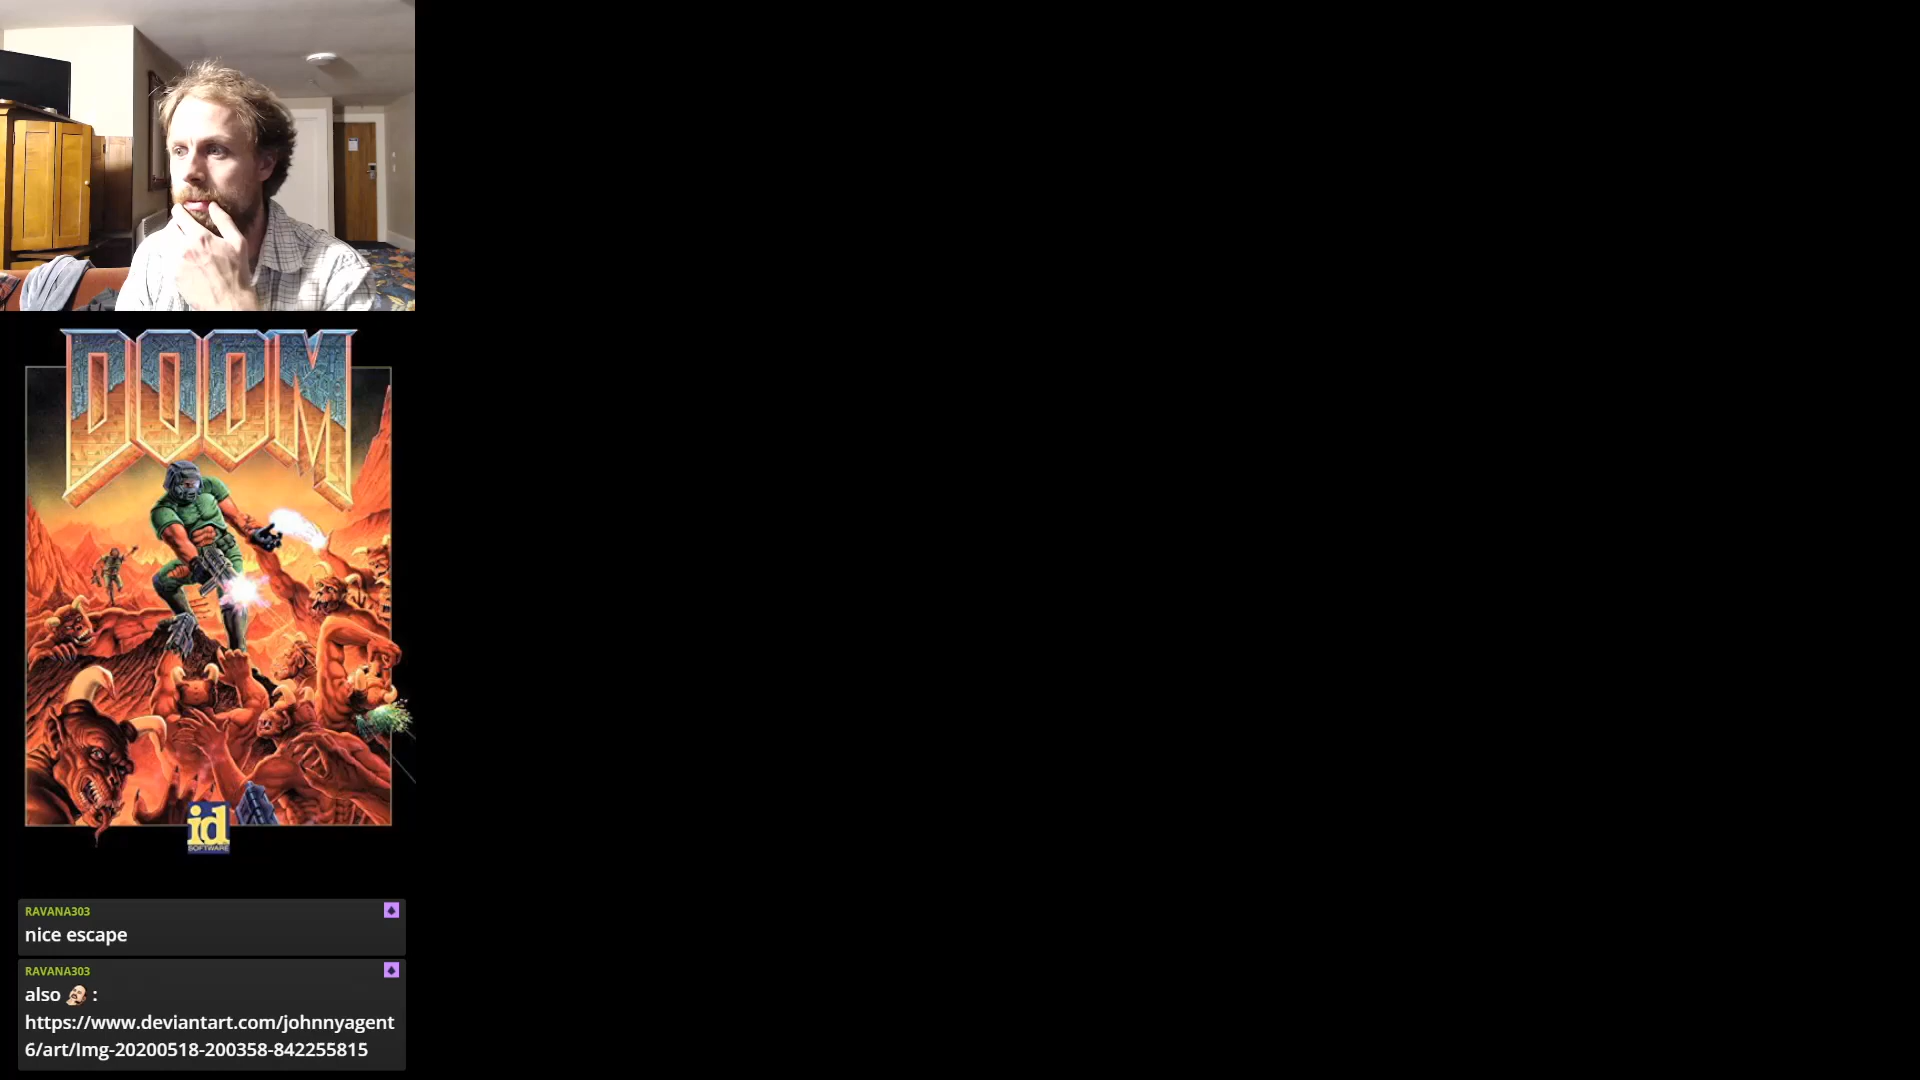 DOOM
id
SOFTWARE
RAVANA303
nice escape
RAVANA303
also :
https://www.deviantart.com/johnnyagent
6/art/Img-20200518-200358-842255815